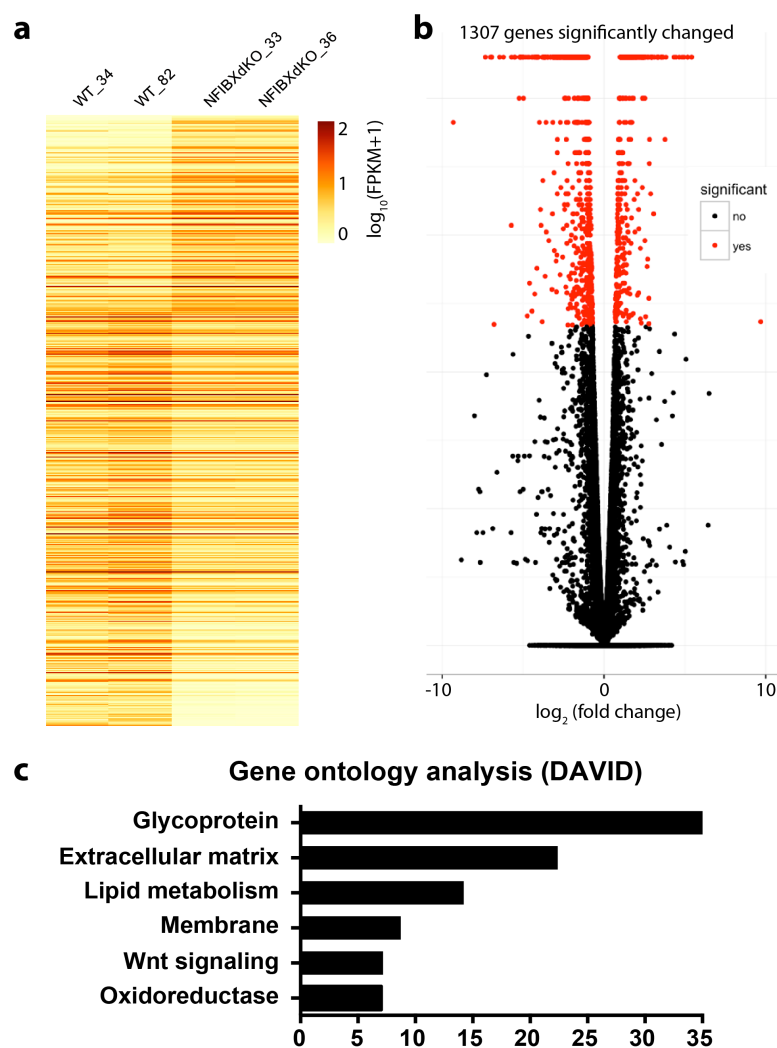 a
WT_34
WT_82
NFIBXdKO_33
NFIBXdKO_36
2
1
0
log10(FPKM+1)
b
1307 genes significantly changed
significant
no
yes
-10
0
10
log2 (fold change)
c
Gene ontology analysis (DAVID)
Glycoprotein
Extracellular matrix
Lipid metabolism
Membrane
Wnt signaling
Oxidoreductase
0 5 10 15 20 25 30 35